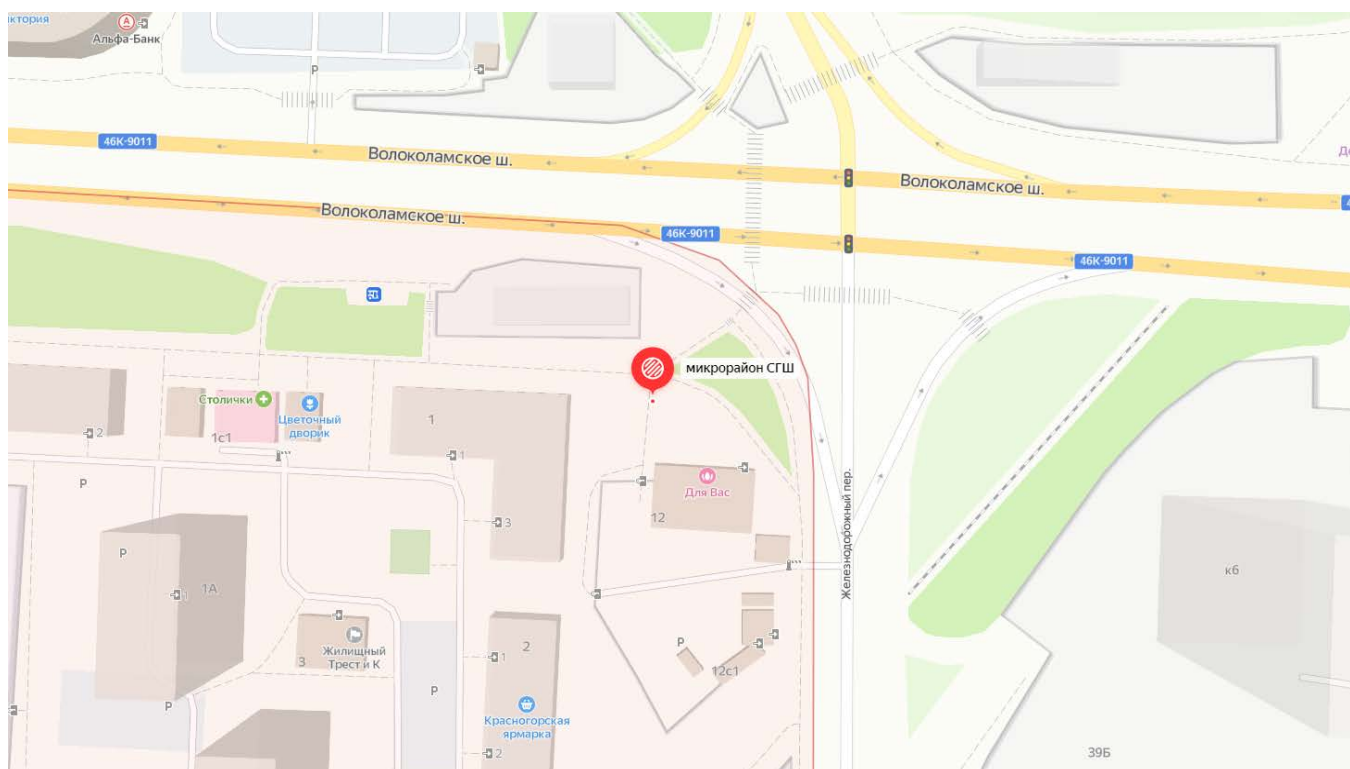 ктория
Альфа-Банк
P
46К-9011
Волоколамское ш.
Волоколамское ш.
Волоколамское ш.
46К-9011
46К-9011
микрорайон СГШ
Столички
Цветочный
дворик
1с1
2
1
1
3
P
P
1А
1
Для Вас
12
Железнодорожный пер.
к6
Жилищный
Трест и К
3
2
1
P
P
P
12с1
Красногорская
ярмарка
2
39Б